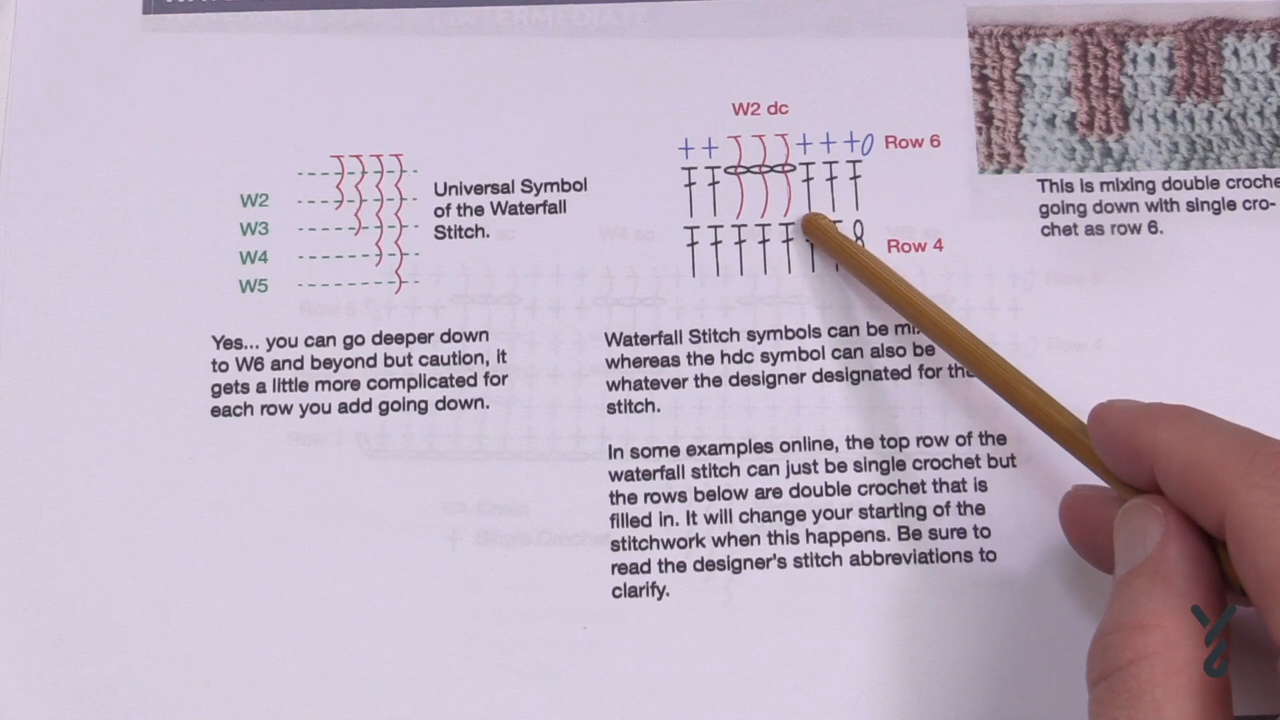 INTERMEDIATE
W2
W3
W4
W5
Universal Symbol
of the Waterfall
Stitch.
Yes... you can go deeper down
to W6 and beyond but caution, it
gets a little more complicated for
each row you add going down.
W2 dc
Row 6
Row 4
Waterfall Stitch symbols can be
whereas the hdc symbol can also be
whatever the designer designated for
stitch.
In some examples online, the top row of the
waterfall stitch can just be single crochet but
the rows below are double crochet that is
filled in. It will change your starting of the
stitchwork when this happens. Be sure to
read the designer's stitch abbreviations to
clarify.
This is mixing double croche
going down with single cro-
chet as row 6.